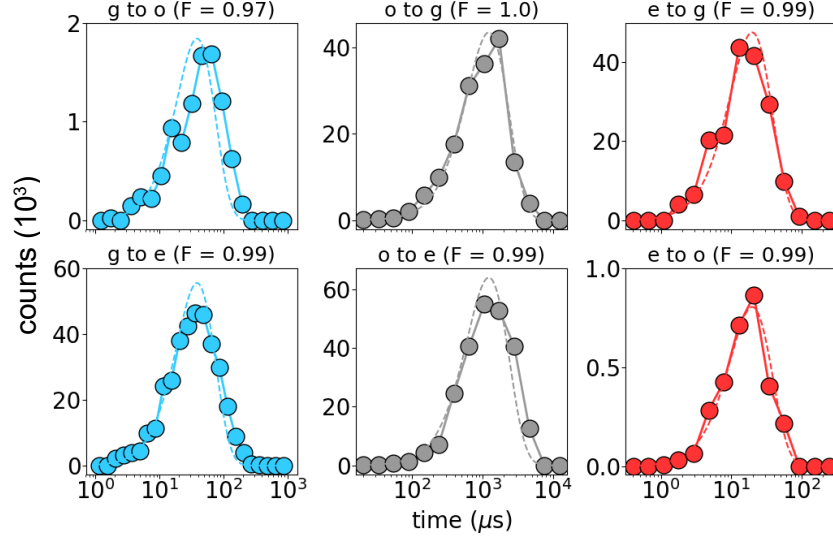 g to o (F = 0.97)
o to g (F = 1.0)
e to g (F = 0.99)
2
1
0
40
20
0
40
20
0
g to e (F = 0.99)
o to e (F = 0.99)
e to o (F = 0.99)
60
40
20
0
60
40
20
0
1.0
0.5
0.0
10⁰ 10¹ 10² 10³
10² 10³ 10⁴
10⁰ 10¹ 10²
counts (10³)
time (μs)